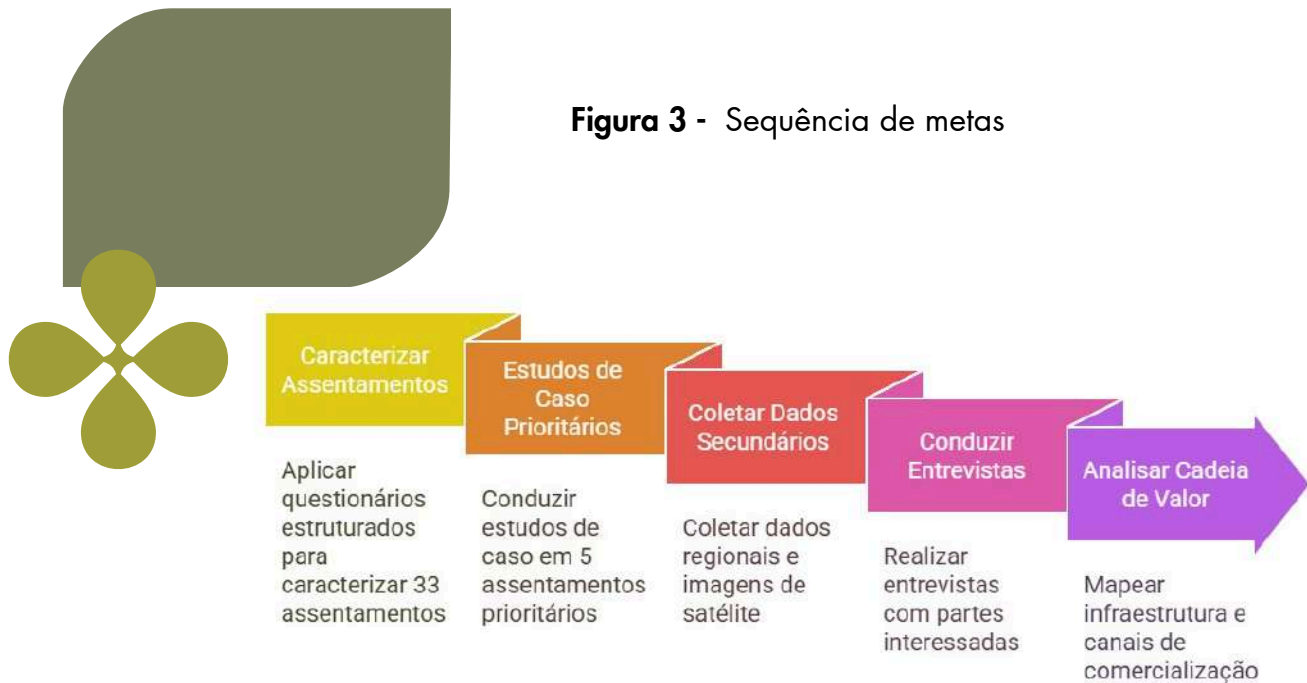 Figura 3 - Sequência de metas
Caracterizar
Assentamentos
Aplicar
questionários
estruturados
para
caracterizar 33
assentamentos
Estudos de
Caso
Prioritários
Conduzir
estudos de
caso em 5
assentamentos
prioritários
Coletar Dados
Secundários
Coletar dados
regionais e
imagens de
satélite
Conduzir
Entrevistas
Realizar
entrevistas
com partes
interessadas
Analisar Cadeia
de Valor
Mapear
infraestrutura e
canais de
comercialização